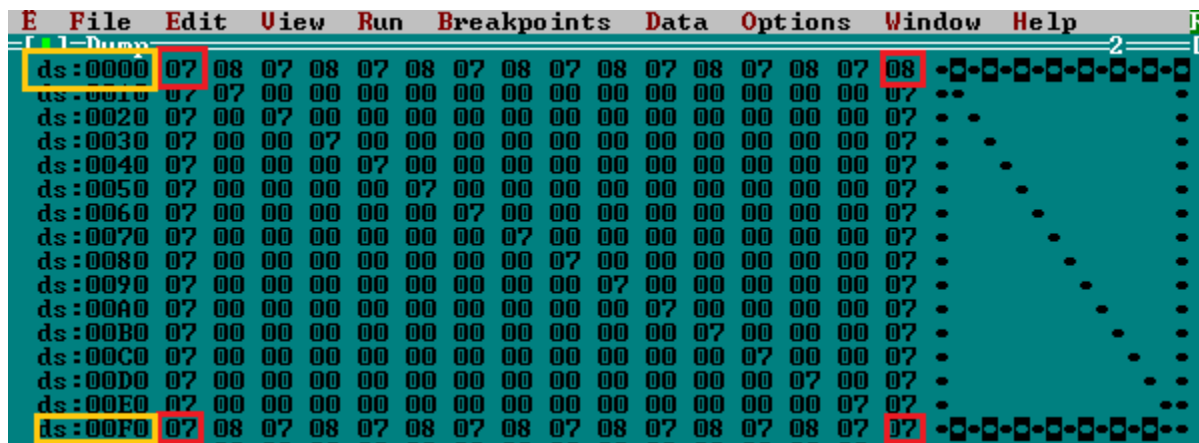 E File Edit View Run Breakpoints Data Options Window Help
[ ]=Dump 2
ds:0000 07 08 07 08 07 08 07 08 07 08 07 08 07 08 07 08
ds:0010 07 07 00 00 00 00 00 00 00 00 00 00 00 00 00 07
ds:0020 07 00 07 00 00 00 00 00 00 00 00 00 00 00 00 07
ds:0030 07 00 00 07 00 00 00 00 00 00 00 00 00 00 00 07
ds:0040 07 00 00 00 07 00 00 00 00 00 00 00 00 00 00 07
ds:0050 07 00 00 00 00 07 00 00 00 00 00 00 00 00 00 07
ds:0060 07 00 00 00 00 00 07 00 00 00 00 00 00 00 00 07
ds:0070 07 00 00 00 00 00 00 07 00 00 00 00 00 00 00 07
ds:0080 07 00 00 00 00 00 00 00 07 00 00 00 00 00 00 07
ds:0090 07 00 00 00 00 00 00 00 00 07 00 00 00 00 00 07
ds:00A0 07 00 00 00 00 00 00 00 00 00 07 00 00 00 00 07
ds:00B0 07 00 00 00 00 00 00 00 00 00 00 07 00 00 00 07
ds:00C0 07 00 00 00 00 00 00 00 00 00 00 00 07 00 00 07
ds:00D0 07 00 00 00 00 00 00 00 00 00 00 00 00 07 00 07
ds:00E0 07 00 00 00 00 00 00 00 00 00 00 00 00 00 07 07
ds:00F0 07 08 07 08 07 08 07 08 07 08 07 08 07 08 07 07